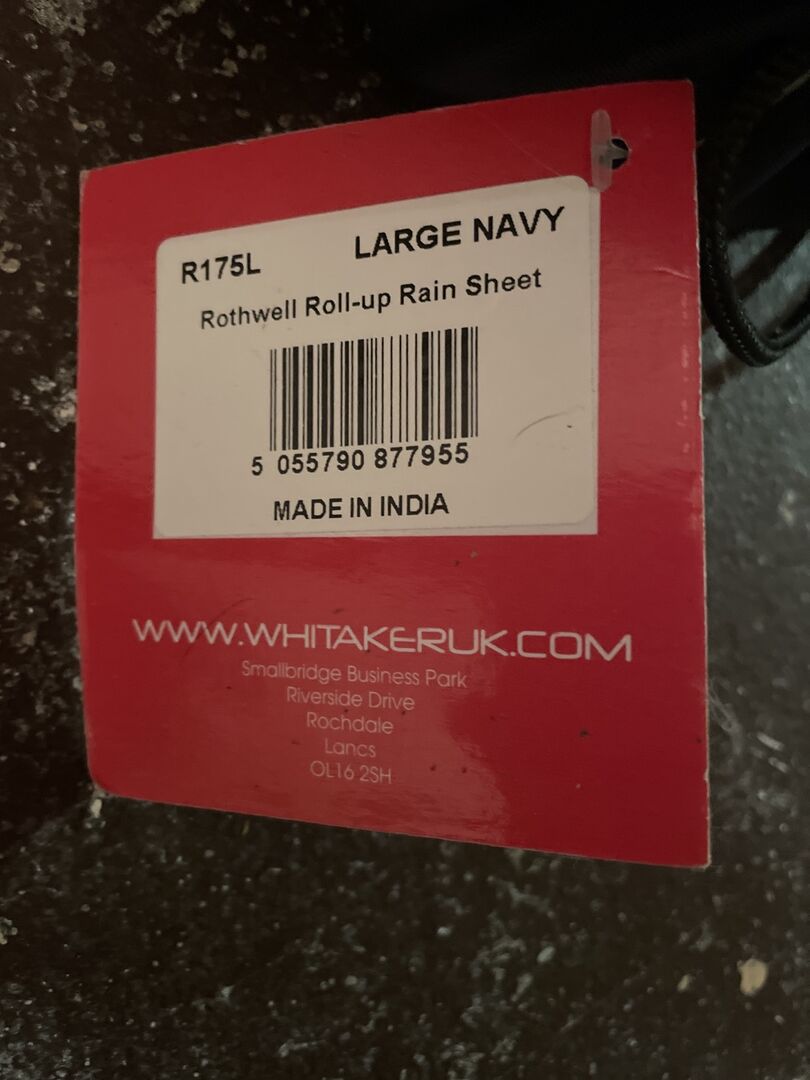 R175L LARGE NAVY
Rothwell Roll-up Rain Sheet
5 055790 877955
MADE IN INDIA
WWW.WHITAKERUK.COM
Smallbridge Business Park
Riverside Drive
Rochdale
Lancs
OL16 2SH